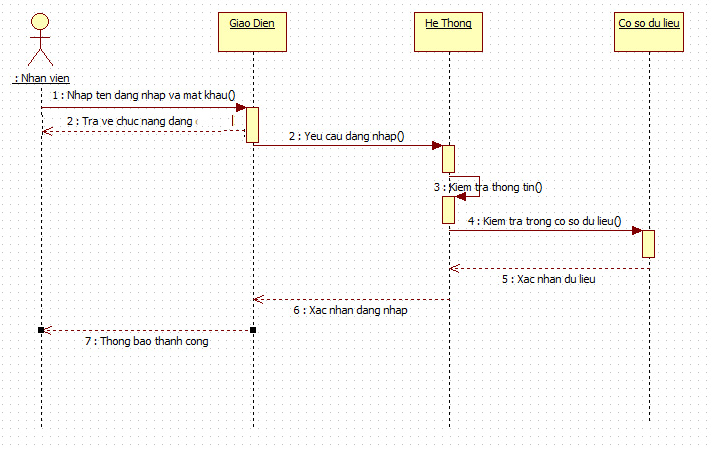 Giao Dien
He Thong
Co so du lieu
: Nhan vien
1 : Nhap ten dang nhap va mat khau()
2 : Tra ve chuc nang dang
2 : Yeu cau dang nhap()
3 : Kiem tra thong tin()
4 : Kiem tra trong co so du lieu()
5 : Xac nhan du lieu
6 : Xac nhan dang nhap
7 : Thong bao thanh cong